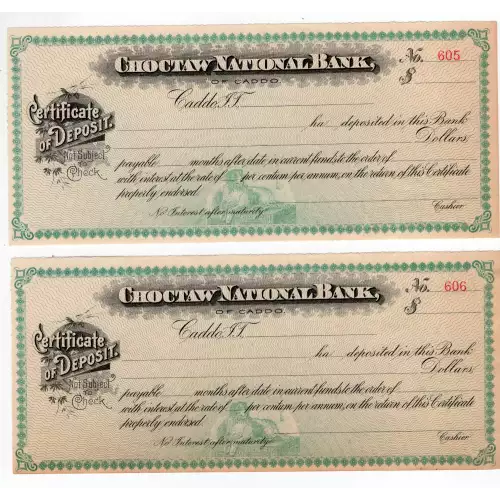 CHOCTAW NATIONAL BANK,
OF CADDO.
No. 605
$
Caddo, I.T.
Certificate
OF DEPOSIT.
Not Subject
TO
Check
ha deposited in this Bank
Dollars.
payable months after date in current funds to the order of
with interest at the rate of per centum per annum, on the return of this Certificate
properly endorsed.
No Interest after maturity.
Cashier
CHOCTAW NATIONAL BANK,
OF CADDO.
No. 606
$
Caddo, I.T.
Certificate
OF DEPOSIT.
Not Subject
TO
Check
ha deposited in this Bank
Dollars.
payable months after date in current funds to the order of
with interest at the rate of per centum per annum, on the return of this Certificate
properly endorsed.
No Interest after maturity.
Cashier